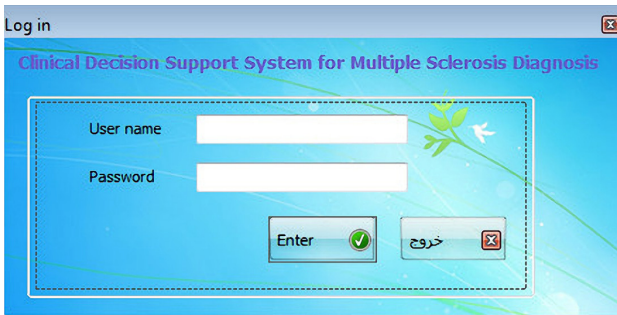 Log in
Clinical Decision Support System for Multiple Sclerosis Diagnosis
User name
Password
Enter
خروج